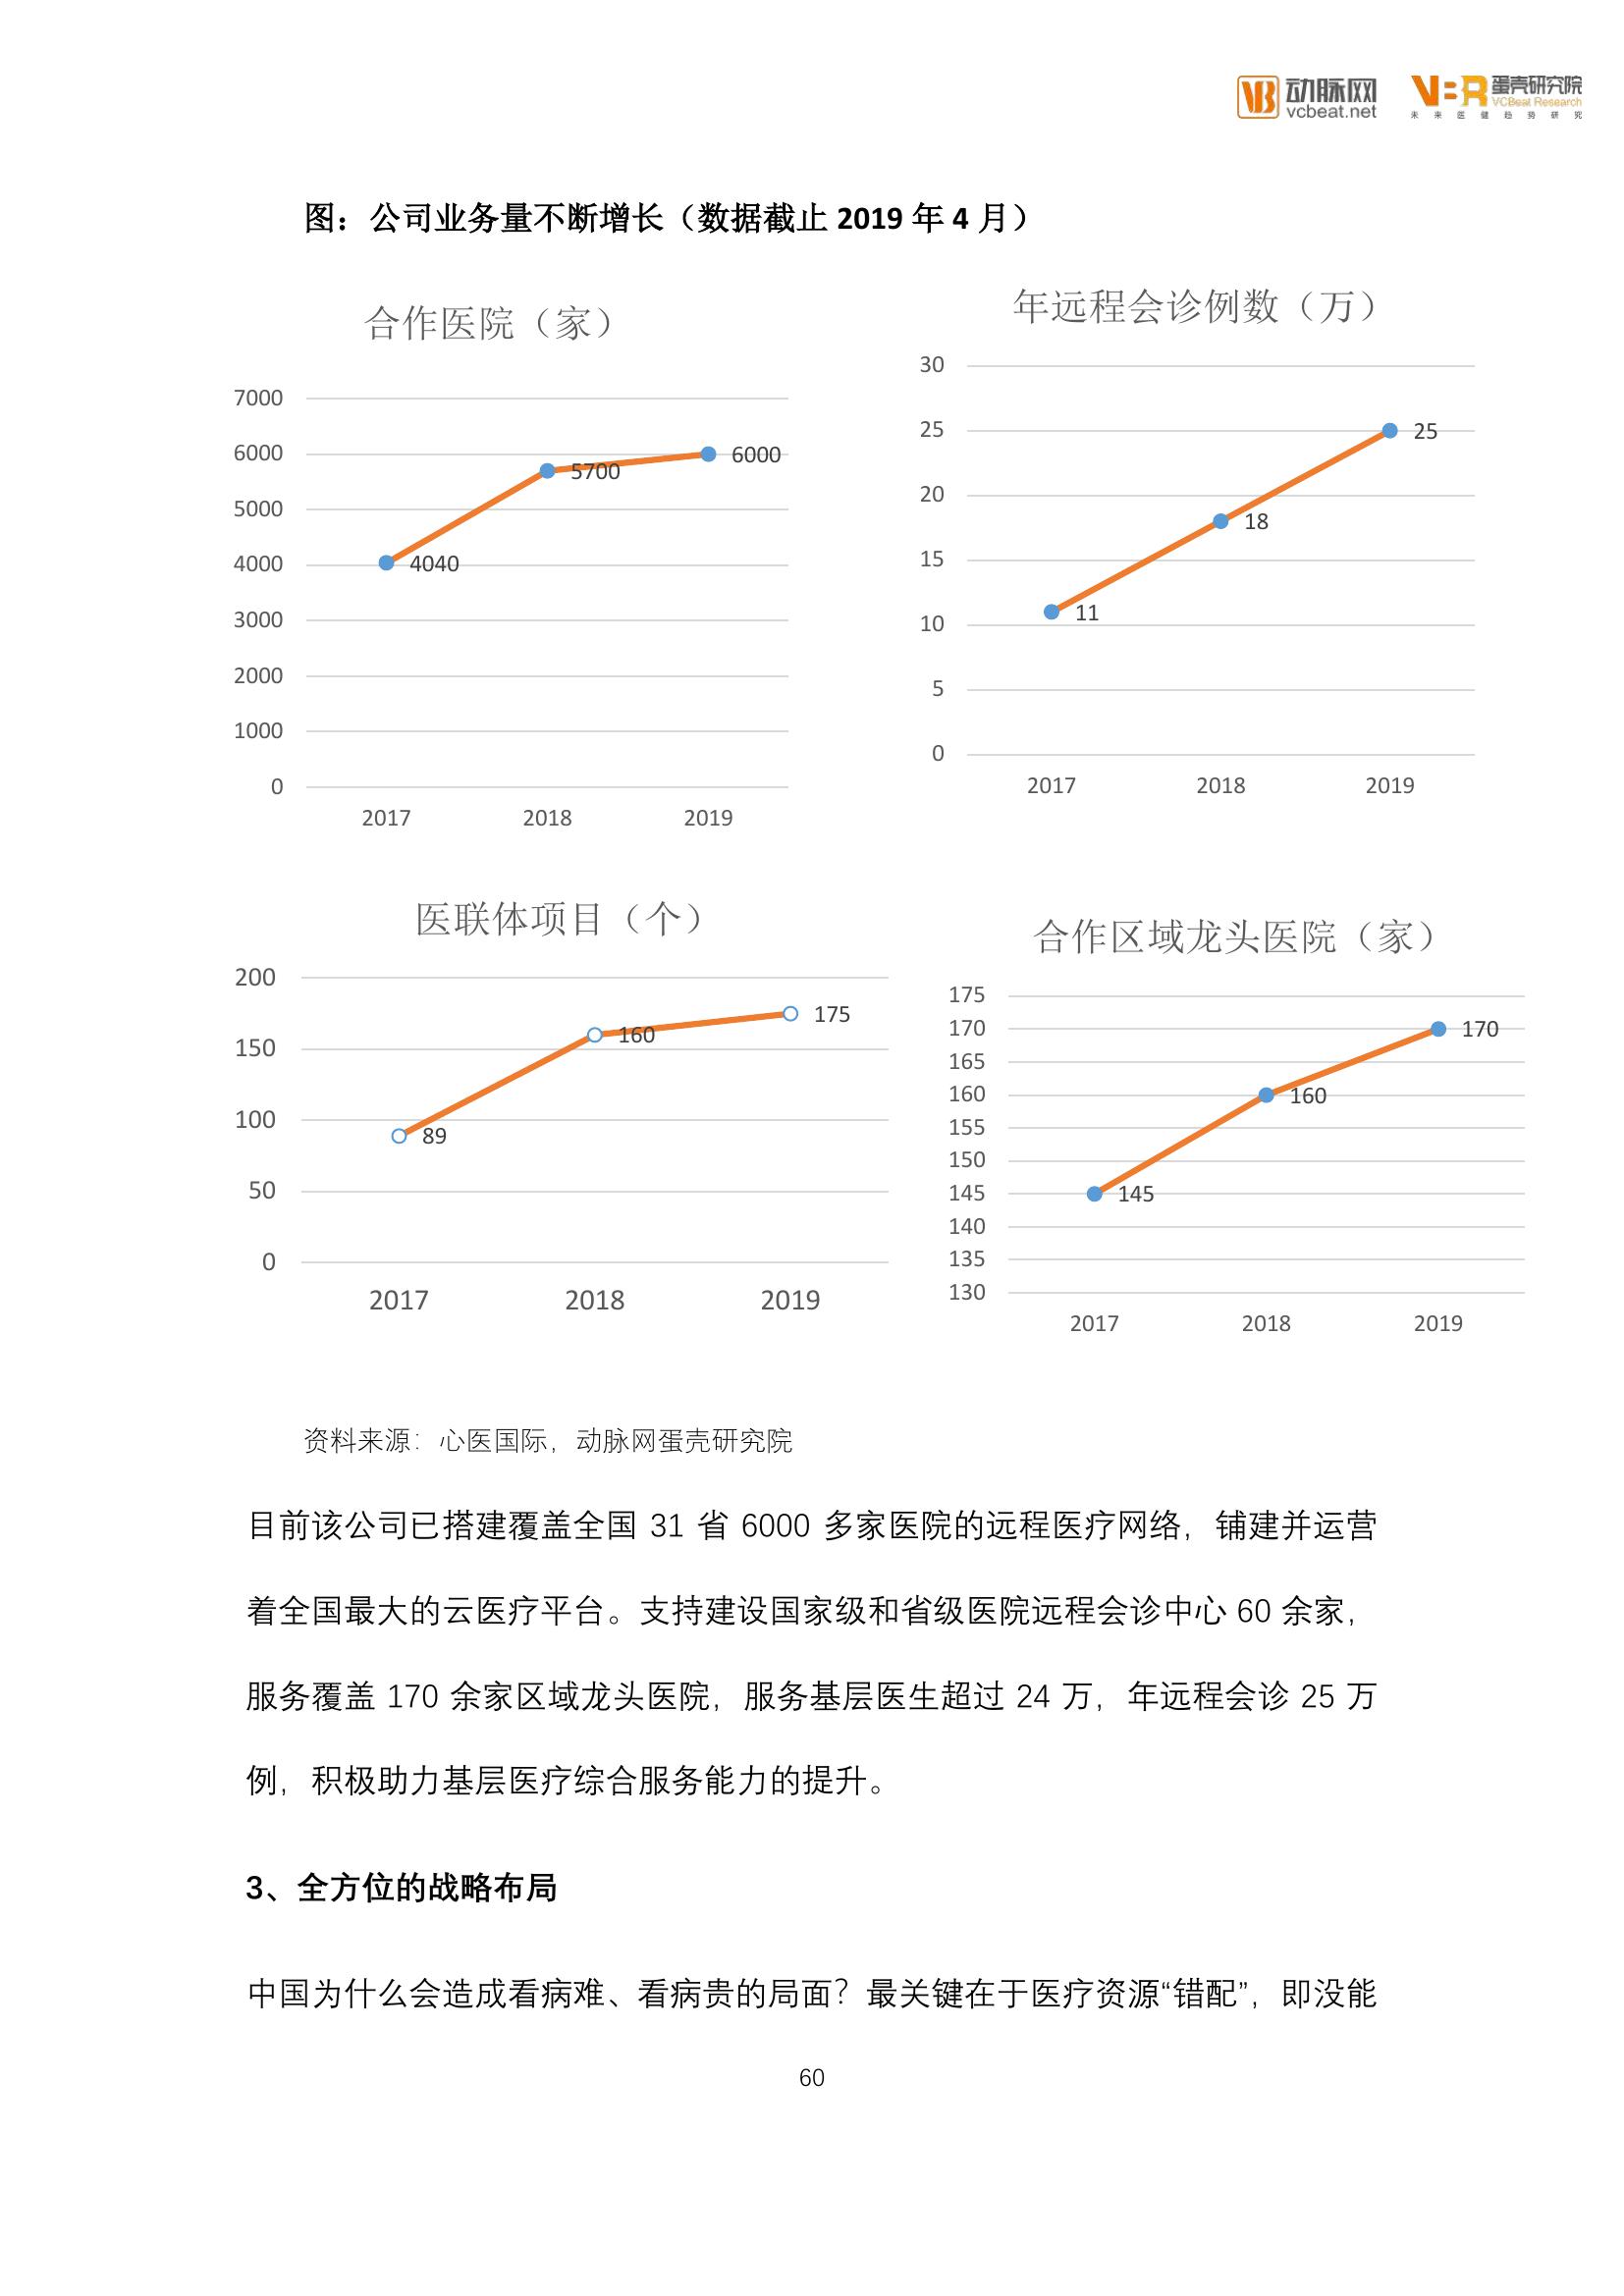 动脉网
vcbeat.net
VBR 蛋壳研究院
VCBeat Research
未来医健趋势研究
图：公司业务量不断增长（数据截止 2019 年 4 月）
合作医院（家）
7000
6000
5000
4000
3000
2000
1000
0
4040
5700
6000
2017 2018 2019
年远程会诊例数（万）
30
25
20
15
10
5
0
11
18
25
2017 2018 2019
医联体项目（个）
200
150
100
50
0
89
160
175
2017 2018 2019
合作区域龙头医院（家）
175
170
165
160
155
150
145
140
135
130
145
160
170
2017 2018 2019
资料来源：心医国际，动脉网蛋壳研究院
目前该公司已搭建覆盖全国 31 省 6000 多家医院的远程医疗网络，铺建并运营
着全国最大的云医疗平台。支持建设国家级和省级医院远程会诊中心 60 余家，
服务覆盖 170 余家区域龙头医院，服务基层医生超过 24 万，年远程会诊 25 万
例，积极助力基层医疗综合服务能力的提升。
3、全方位的战略布局
中国为什么会造成看病难、看病贵的局面？最关键在于医疗资源“错配”，即没能
60